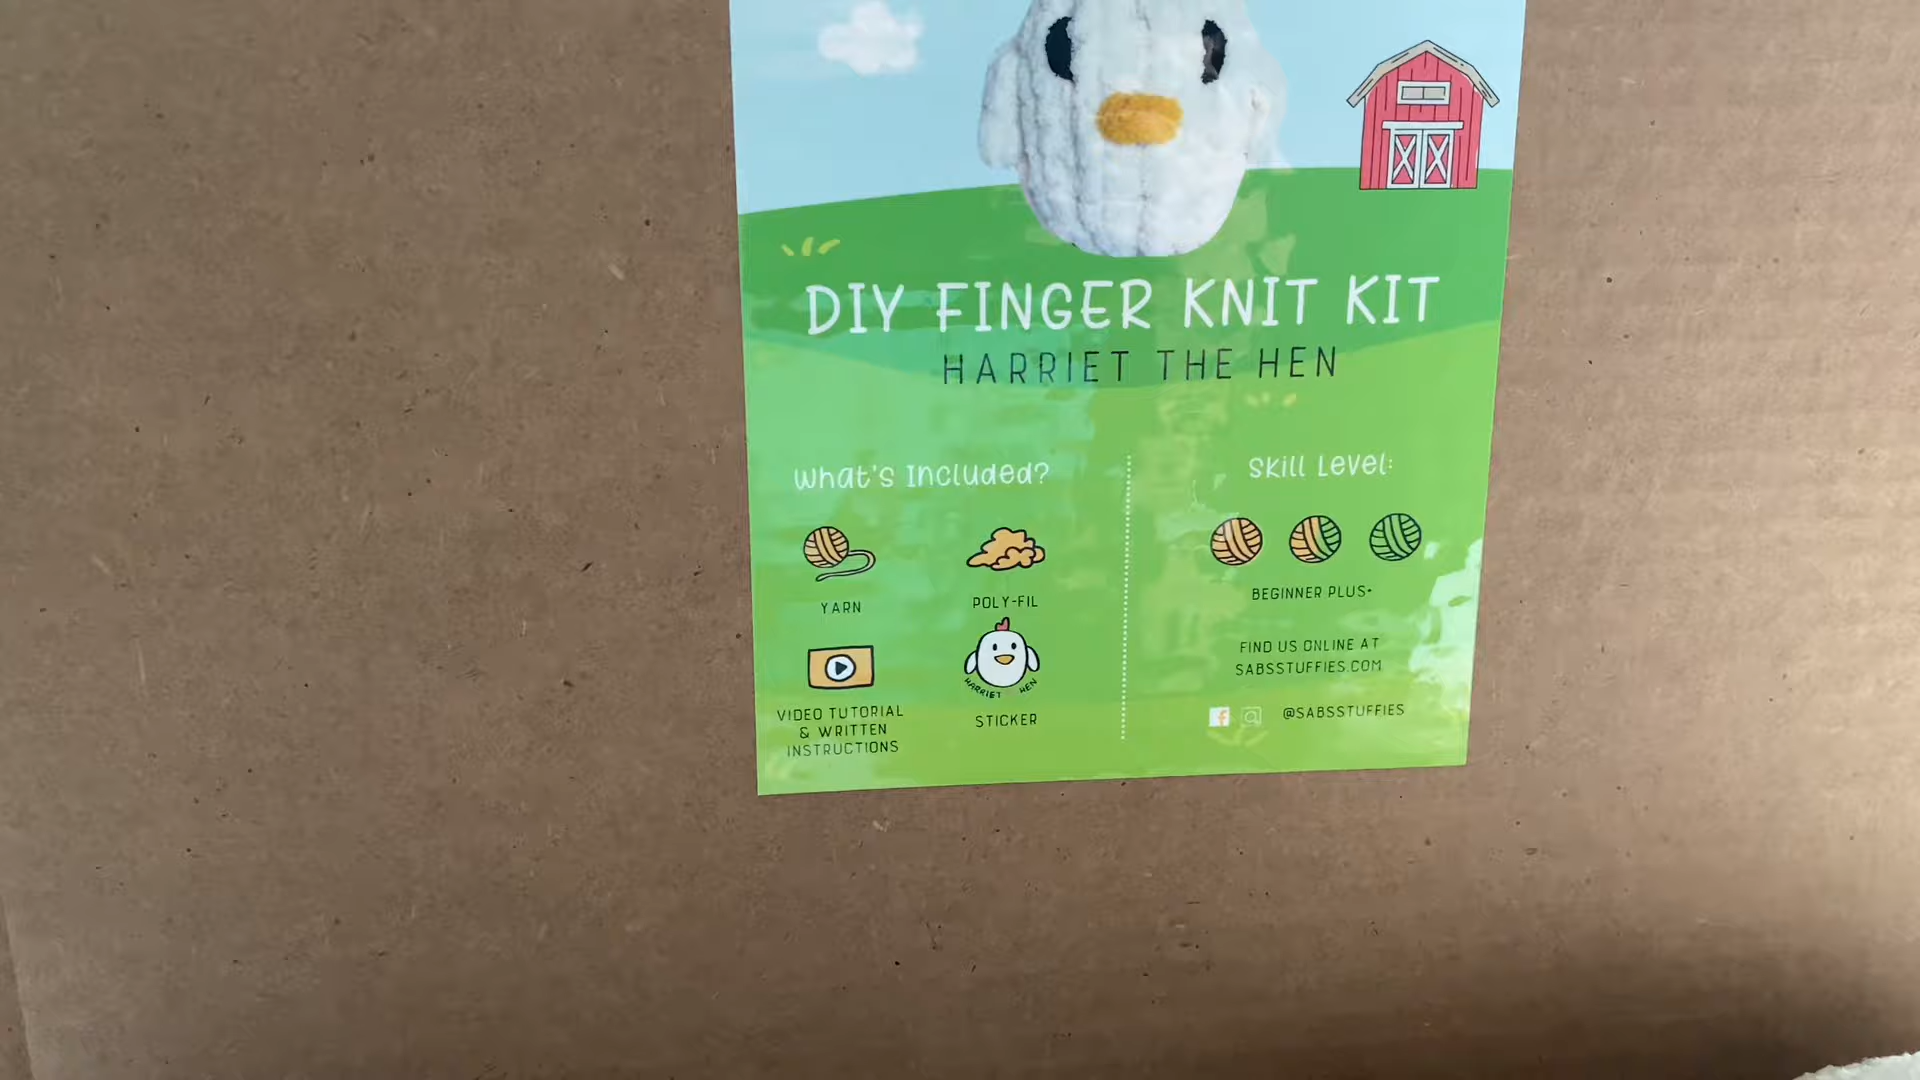 DIY FINGER KNIT KIT
HARRIET THE HEN
What's Included?
YARN
POLY-FIL
VIDEO TUTORIAL
& WRITTEN
INSTRUCTIONS
HARRIET HEN
STICKER
Skill Level:
BEGINNER PLUS+
FIND US ONLINE AT
SABSSTUFFIES.COM
@SABSSTUFFIES